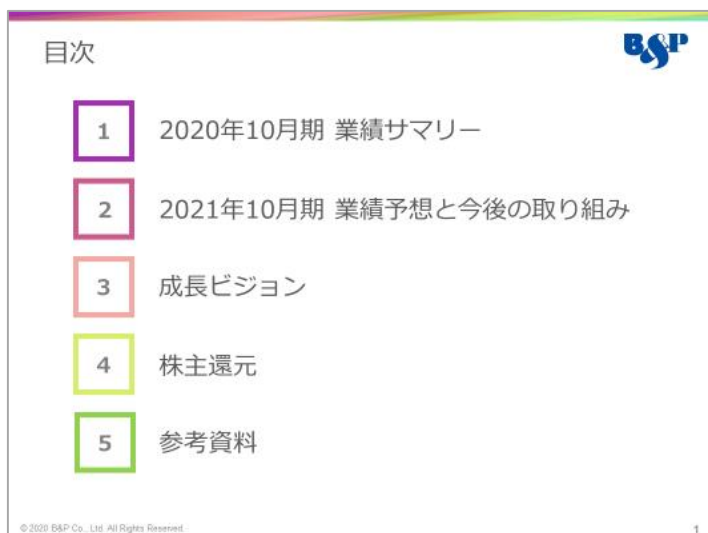 目次
B&P
1 2020年10月期 業績サマリー
2 2021年10月期 業績予想と今後の取り組み
3 成長ビジョン
4 株主還元
5 参考資料
© 2020 B&P Co., Ltd. All Rights Reserved.
1